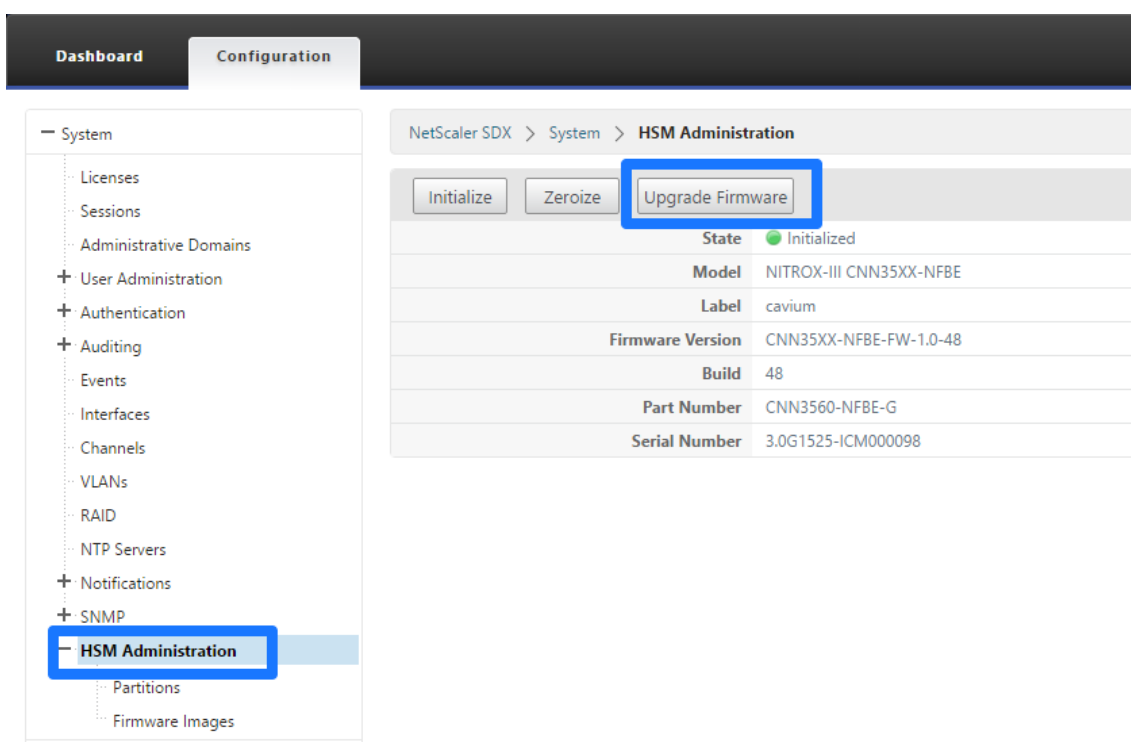 Dashboard
Configuration
System
Licenses
Sessions
Administrative Domains
User Administration
Authentication
Auditing
Events
Interfaces
Channels
VLANs
RAID
NTP Servers
Notifications
SNMP
HSM Administration
Partitions
Firmware Images
NetScaler SDX > System > HSM Administration
Initialize Zeroize Upgrade Firmware
State Initialized
Model NITROX-III CNN35XX-NFBE
Label cavium
Firmware Version CNN35XX-NFBE-FW-1.0-48
Build 48
Part Number CNN3560-NFBE-G
Serial Number 3.0G1525-ICM000098